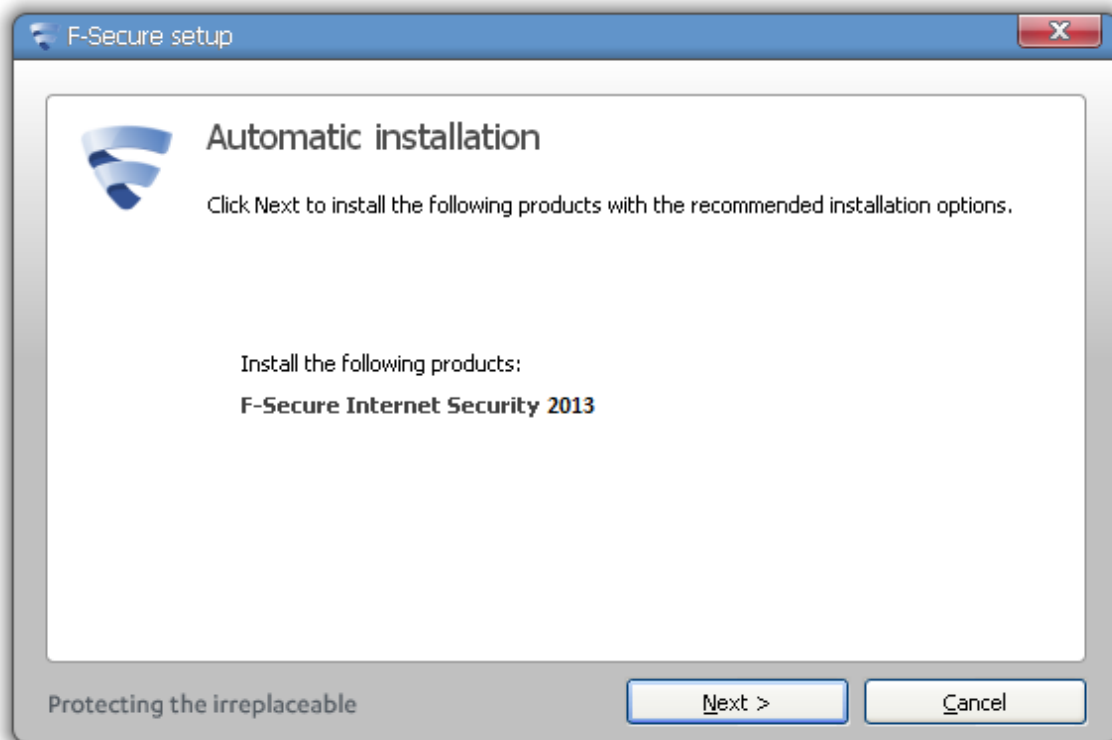 F-Secure setup
Automatic installation
Click Next to install the following products with the recommended installation options.
Install the following products:
F-Secure Internet Security 2013
Protecting the irreplaceable
Next >
Cancel